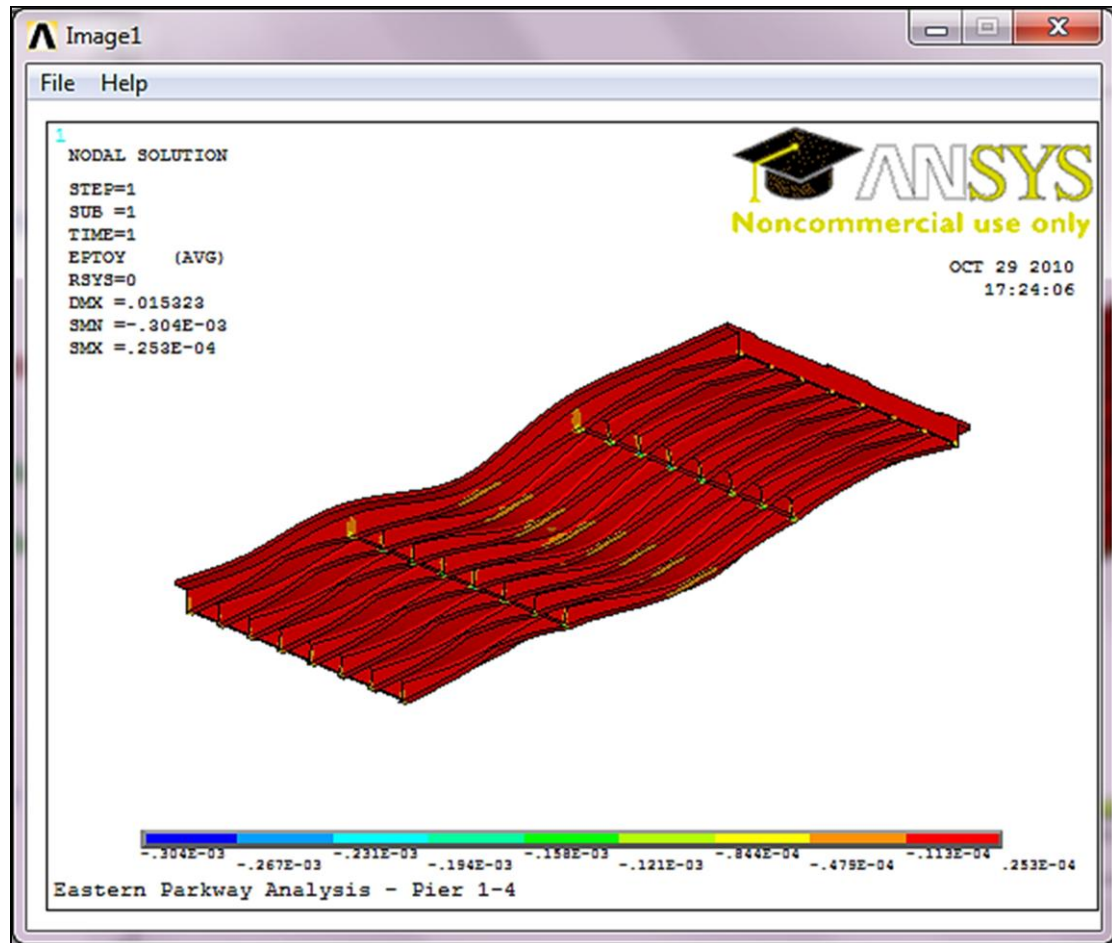 Image1
File Help
1
NODAL SOLUTION
STEP=1
SUB =1
TIME=1
EPTOY (AVG)
RSYS=0
DMX =.015323
SMN =-.304E-03
SMX =.253E-04
ANSYS
Noncommercial use only
OCT 29 2010
17:24:06
-.304E-03 -.231E-03 -.158E-03 -.844E-04 -.113E-04
-.267E-03 -.194E-03 -.121E-03 -.479E-04 .253E-04
Eastern Parkway Analysis - Pier 1-4